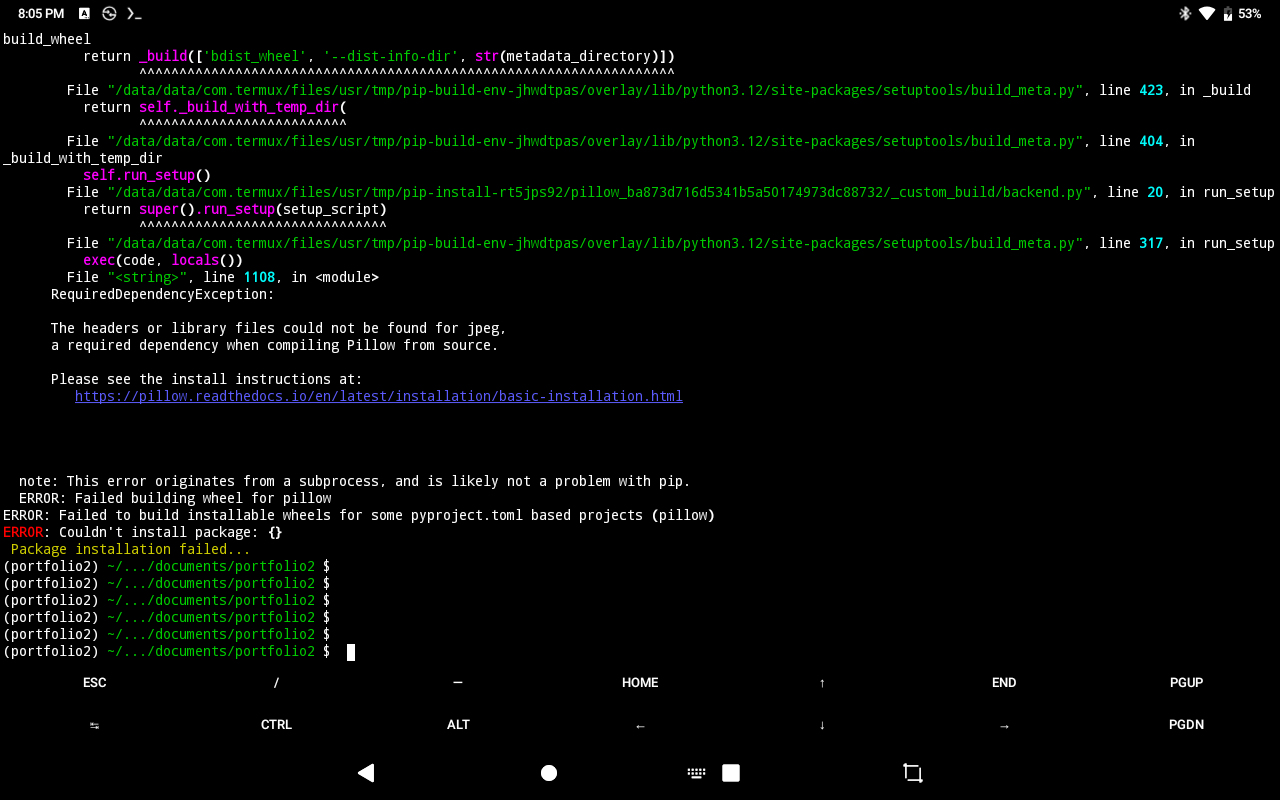 8:05 PM A 53%
build_wheel
return _build(['bdist_wheel', '--dist-info-dir', str(metadata_directory)])
^^^^^^^^^^^^^^^^^^^^^^^^^^^^^^^^^^^^^^^^^^^^^^^^^^^^^^^^^^^^^^^^^^^
File "/data/data/com.termux/files/usr/tmp/pip-build-env-jhwdtpas/overlay/lib/python3.12/site-packages/setuptools/build_meta.py", line 423, in _build
return self._build_with_temp_dir(
^^^^^^^^^^^^^^^^^^^^^^^^^^
File "/data/data/com.termux/files/usr/tmp/pip-build-env-jhwdtpas/overlay/lib/python3.12/site-packages/setuptools/build_meta.py", line 404, in
_build_with_temp_dir
self.run_setup()
File "/data/data/com.termux/files/usr/tmp/pip-install-rt5jps92/pillow_ba873d716d5341b5a50174973dc88732/_custom_build/backend.py", line 20, in run_setup
return super().run_setup(setup_script)
^^^^^^^^^^^^^^^^^^^^^^^^^^^^^^^
File "/data/data/com.termux/files/usr/tmp/pip-build-env-jhwdtpas/overlay/lib/python3.12/site-packages/setuptools/build_meta.py", line 317, in run_setup
exec(code, locals())
File "<string>", line 1108, in <module>
RequiredDependencyException:
The headers or library files could not be found for jpeg,
a required dependency when compiling Pillow from source.
Please see the install instructions at:
https://pillow.readthedocs.io/en/latest/installation/basic-installation.html
note: This error originates from a subprocess, and is likely not a problem with pip.
ERROR: Failed building wheel for pillow
ERROR: Failed to build installable wheels for some pyproject.toml based projects (pillow)
ERROR: Couldn't install package: {}
Package installation failed...
(portfolio2) ~/.../documents/portfolio2 $
(portfolio2) ~/.../documents/portfolio2 $
(portfolio2) ~/.../documents/portfolio2 $
(portfolio2) ~/.../documents/portfolio2 $
(portfolio2) ~/.../documents/portfolio2 $
(portfolio2) ~/.../documents/portfolio2 $
ESC / — HOME ↑ END PGUP
⇆ CTRL ALT ← ↓ → PGDN